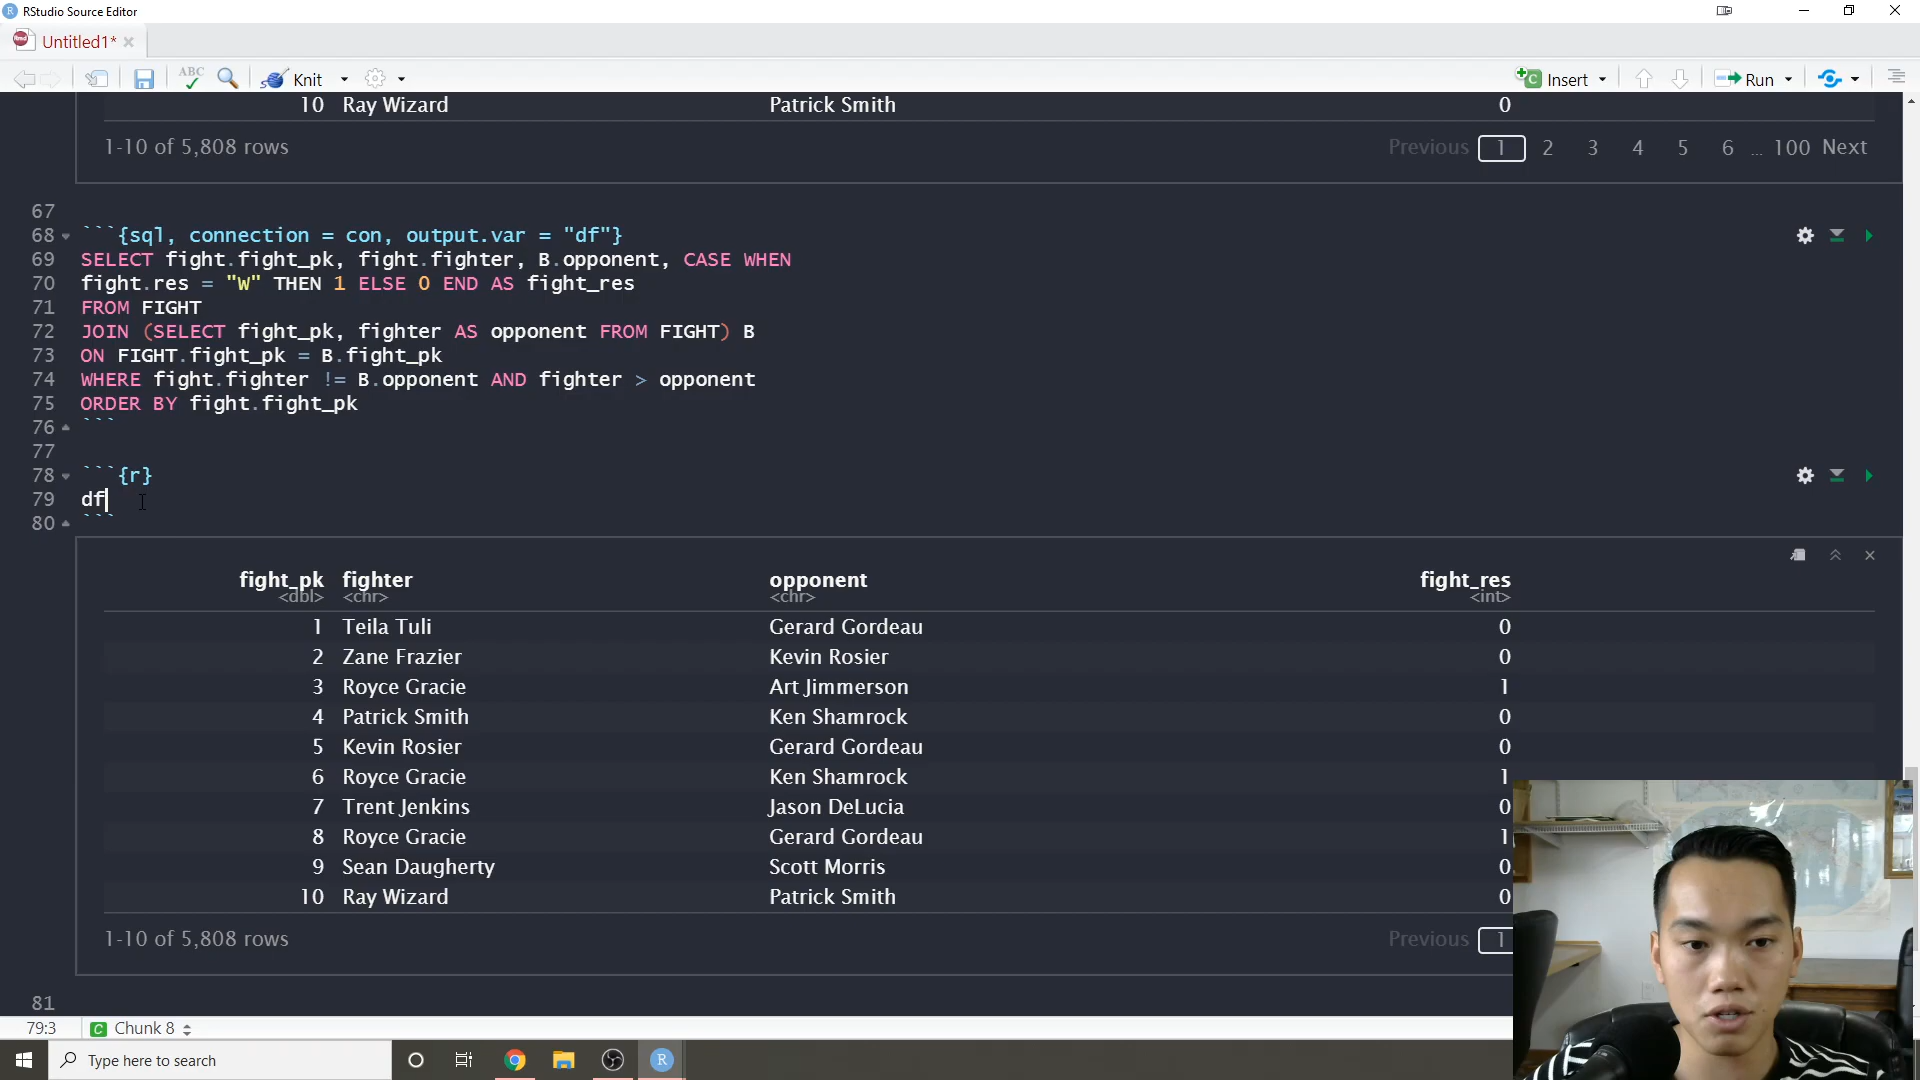 RStudio Source Editor
Untitled1*
ABC
Knit
Insert
Run
10 Ray Wizard Patrick Smith 0
1-10 of 5,808 rows Previous 1 2 3 4 5 6 ... 100 Next
67
68 ```{sql, connection = con, output.var = "df"}
69 SELECT fight.fight_pk, fight.fighter, B.opponent, CASE WHEN
70 fight.res = "W" THEN 1 ELSE 0 END AS fight_res
71 FROM FIGHT
72 JOIN (SELECT fight_pk, fighter AS opponent FROM FIGHT) B
73 ON FIGHT.fight_pk = B.fight_pk
74 WHERE fight.fighter != B.opponent AND fighter > opponent
75 ORDER BY fight.fight_pk
76 ```
77
78 ```{r}
79 df
80 ```
fight_pk fighter opponent fight_res
<dbl> <chr> <chr> <int>
1 Teila Tuli Gerard Gordeau 0
2 Zane Frazier Kevin Rosier 0
3 Royce Gracie Art Jimmerson 1
4 Patrick Smith Ken Shamrock 0
5 Kevin Rosier Gerard Gordeau 0
6 Royce Gracie Ken Shamrock 1
7 Trent Jenkins Jason DeLucia 0
8 Royce Gracie Gerard Gordeau 1
9 Sean Daugherty Scott Morris 0
10 Ray Wizard Patrick Smith 0
1-10 of 5,808 rows Previous 1
81
79:3 C Chunk 8
Type here to search